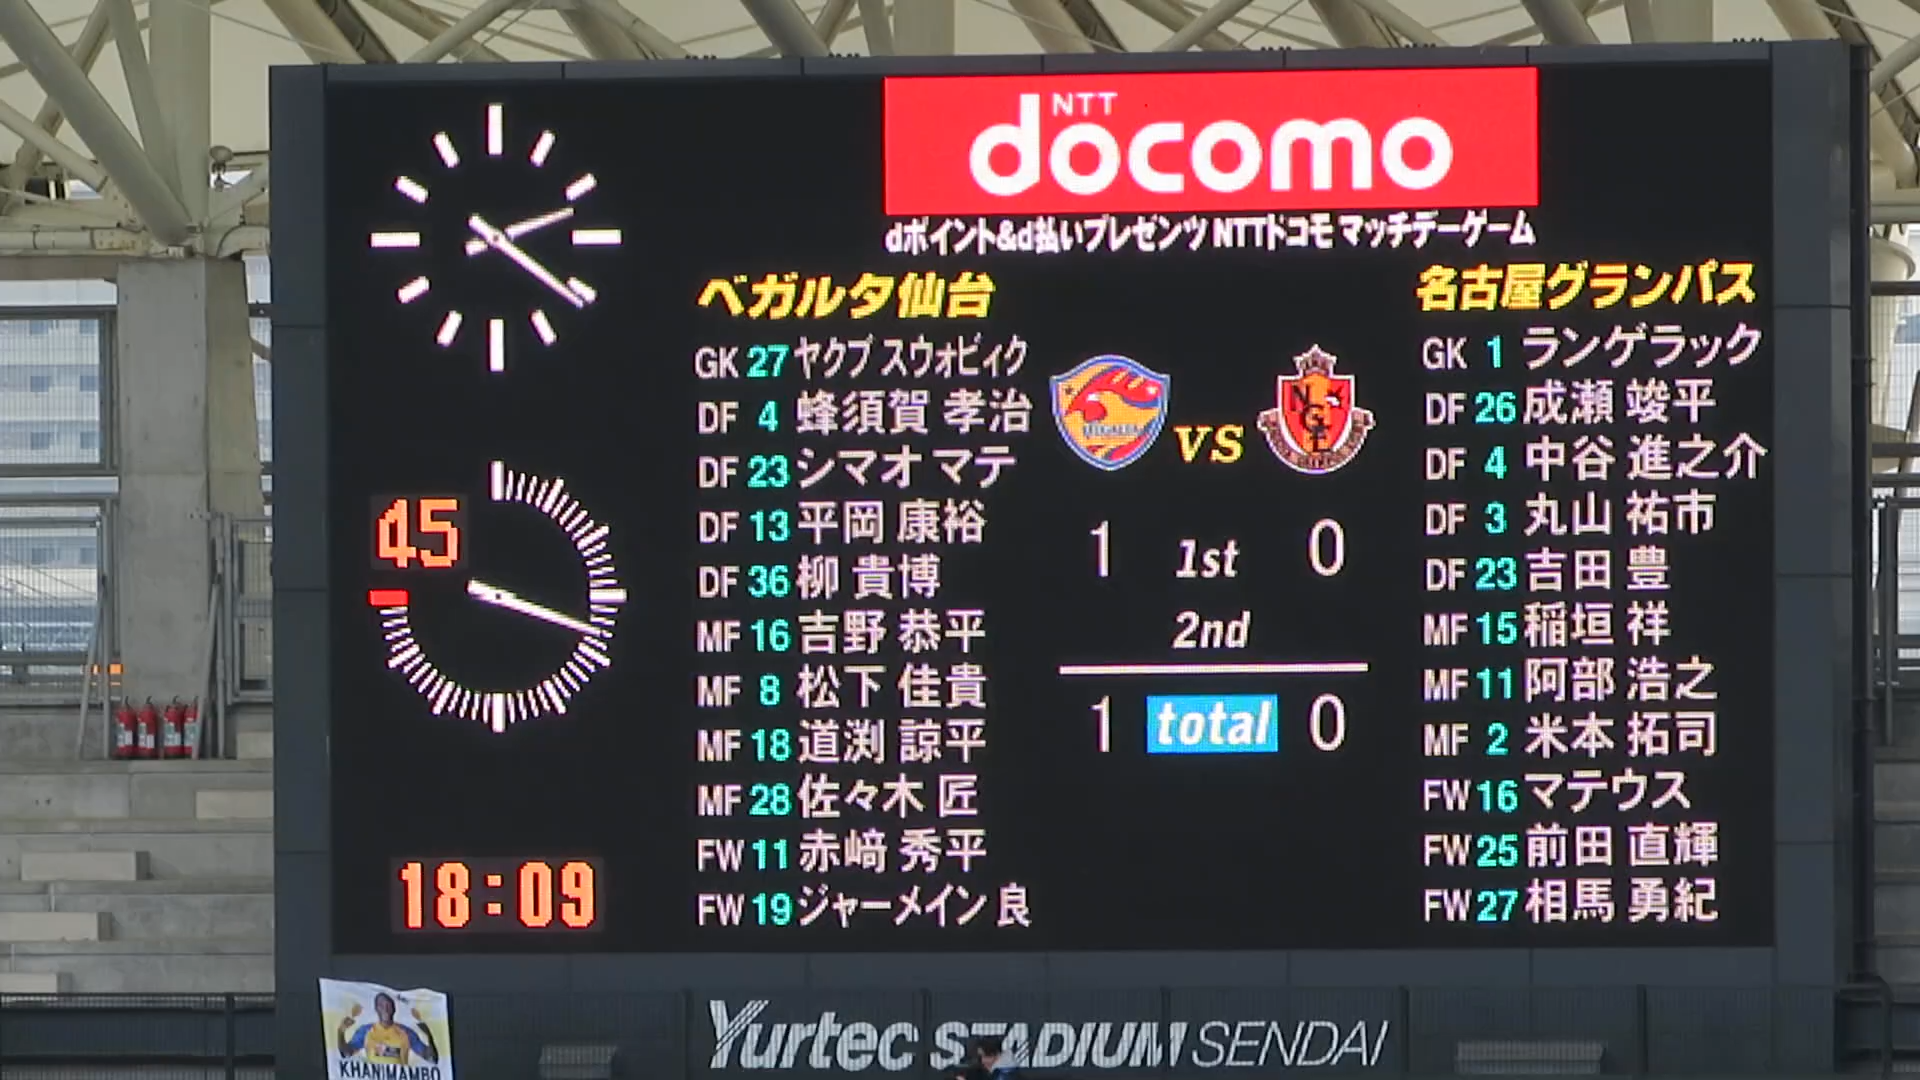 NTT
docomo
dポイント&d払いプレゼンツ NTTドコモ マッチデーゲーム
ベガルタ仙台
GK 27 ヤクブ スウォビィク
DF 4 蜂須賀 孝治
DF 23 シマオ マテ
DF 13 平岡 康裕
DF 36 柳 貴博
MF 16 吉野 恭平
MF 8 松下 佳貴
MF 18 道渕 諒平
MF 28 佐々木 匠
FW 11 赤﨑 秀平
FW 19 ジャーメイン 良
VS
1 1st 0
2nd
1 total 0
名古屋グランパス
GK 1 ランゲラック
DF 26 成瀬 竣平
DF 4 中谷 進之介
DF 3 丸山 祐市
DF 23 吉田 豊
MF 15 稲垣 祥
MF 11 阿部 浩之
MF 2 米本 拓司
FW 16 マテウス
FW 25 前田 直輝
FW 27 相馬 勇紀
45
18:09
Yurtec STADIUM SENDAI
KHANIMAMBO